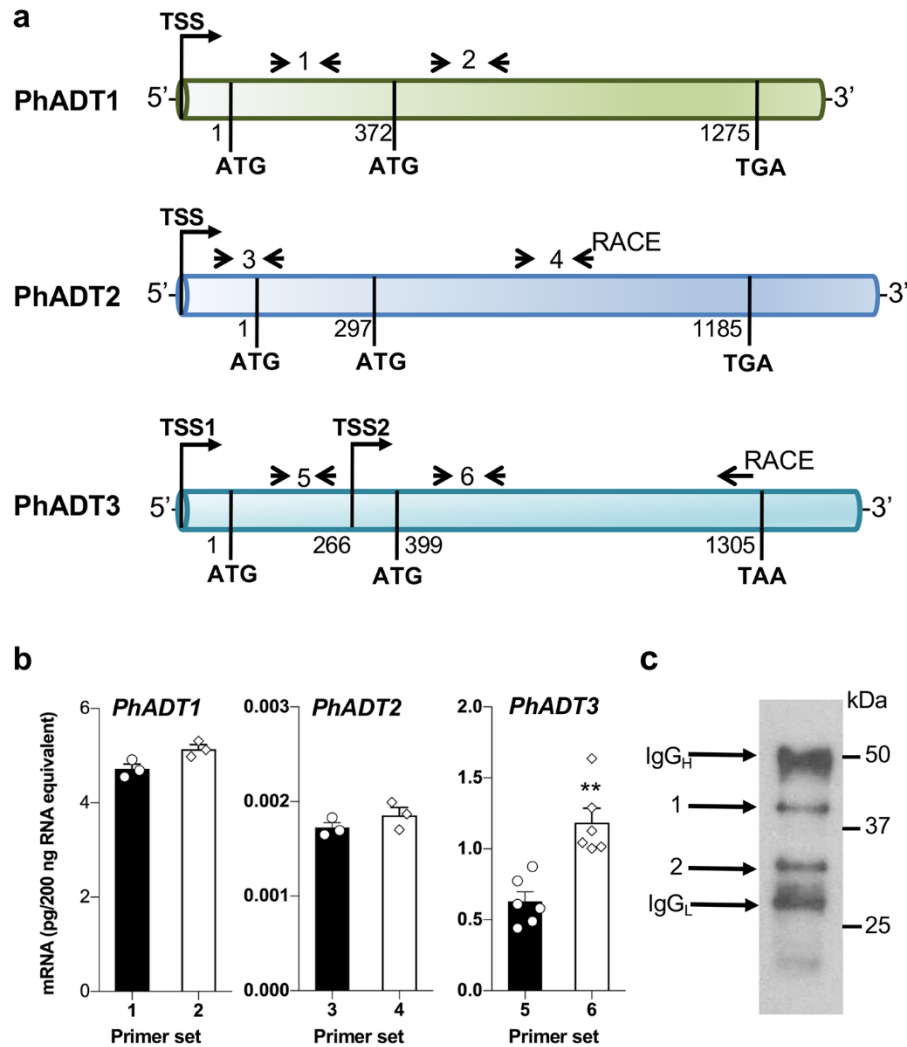 a
TSS
1 2
PhADT1 5’ -3’
1 372 1275
ATG ATG TGA
TSS
3 4 RACE
PhADT2 5’ -3’
1 297 1185
ATG ATG TGA
TSS1 TSS2
5 6 RACE
PhADT3 5’ -3’
1 266 399 1305
ATG ATG TAA
b
mRNA (pg/200 ng RNA equivalent)
PhADT1
6
4
2
0
1 2
Primer set
PhADT2
0.003
0.002
0.001
0.000
3 4
Primer set
PhADT3
2.0
1.5
1.0
0.5
0.0
**
5 6
Primer set
c
kDa
IgGH 50
1
37
2
IgGL
25